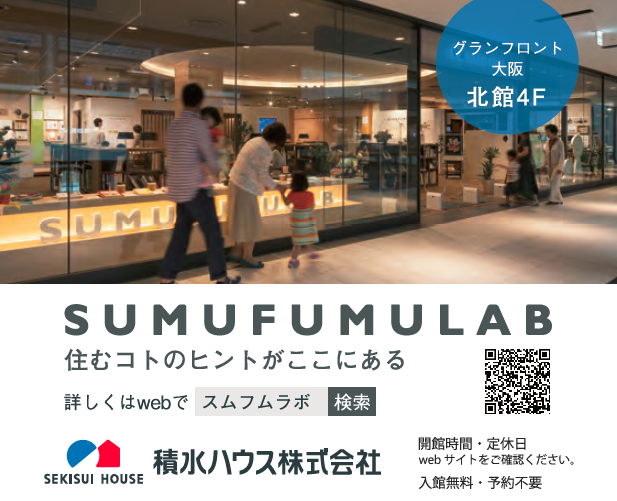 グランフロント
大阪
北館4F
SUMUFUMULAB
SUMUFUMULAB
住むコトのヒントがここにある
詳しくはwebで スムフムラボ 検索
SEKISUI HOUSE
積水ハウス株式会社
開館時間・定休日
webサイトをご確認ください。
入館無料・予約不要